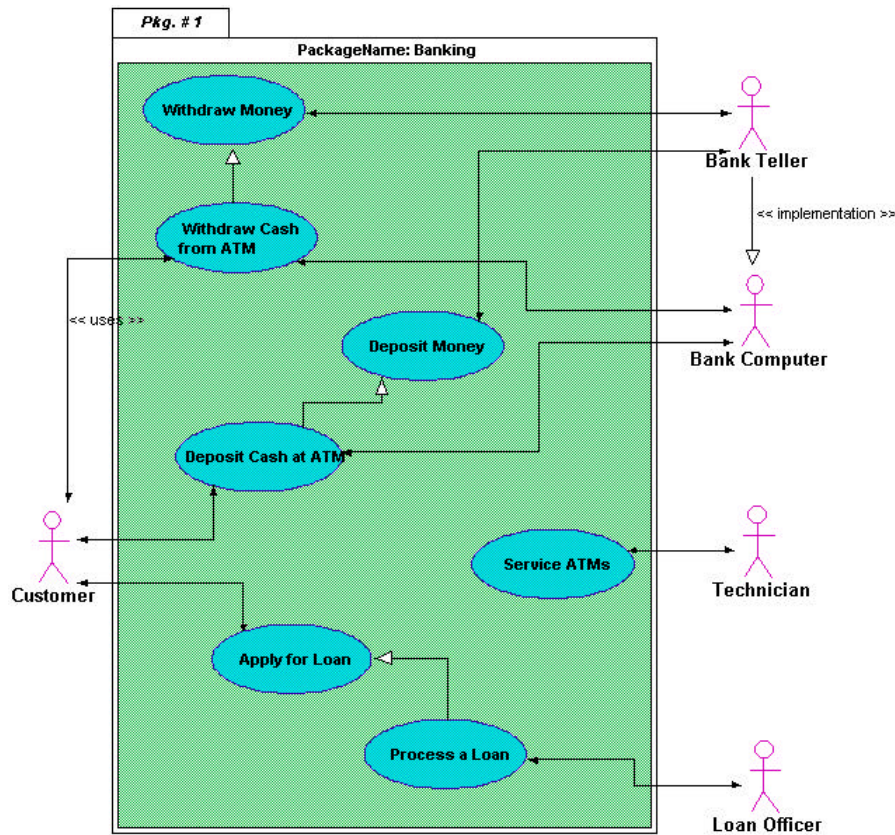 Pkg. # 1
PackageName: Banking
Withdraw Money
Bank Teller
<< implementation >>
Withdraw Cash
from ATM
<< uses >>
Deposit Money
Bank Computer
Deposit Cash at ATM
Service ATMs
Technician
Customer
Apply for Loan
Process a Loan
Loan Officer